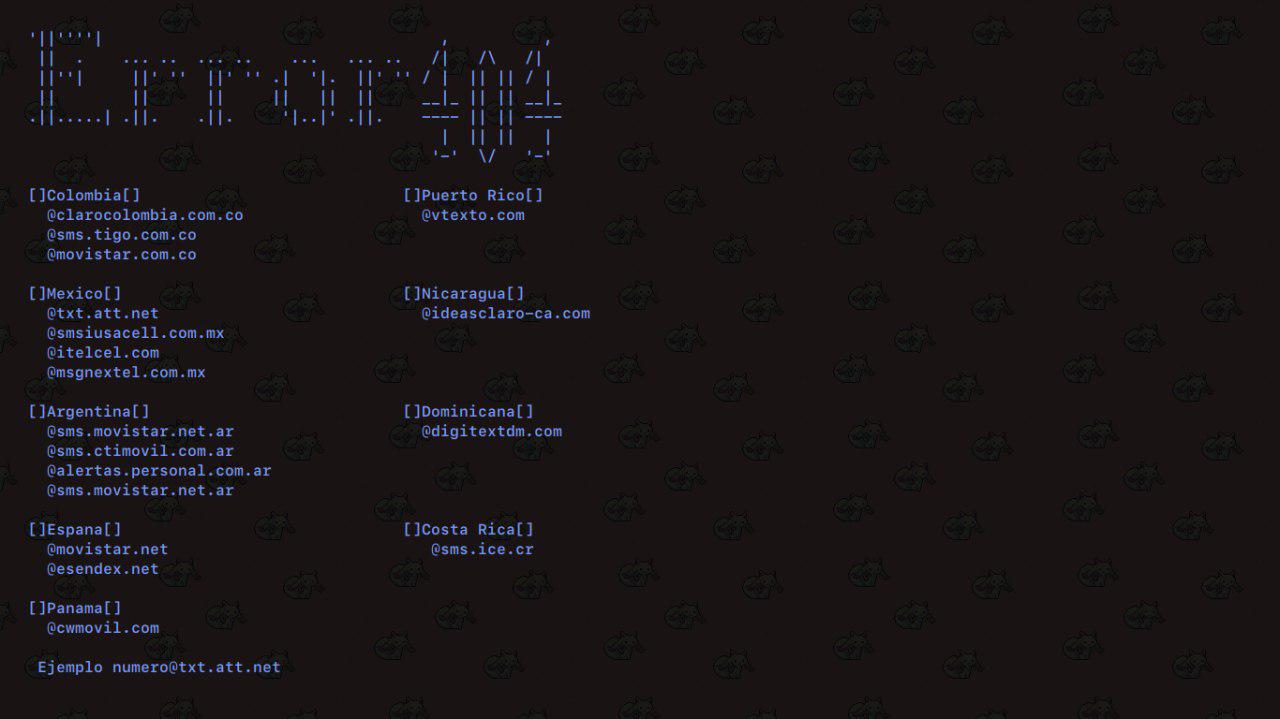 Error404
[]Colombia[]
@clarocolombia.com.co
@sms.tigo.com.co
@movistar.com.co
[]Puerto Rico[]
@vtexto.com
[]Mexico[]
@txt.att.net
@smsiusacell.com.mx
@itelcel.com
@msgnextel.com.mx
[]Nicaragua[]
@ideasclaro-ca.com
[]Argentina[]
@sms.movistar.net.ar
@sms.ctimovil.com.ar
@alertas.personal.com.ar
@sms.movistar.net.ar
[]Dominicana[]
@digitextdm.com
[]Espana[]
@movistar.net
@esendex.net
[]Costa Rica[]
@sms.ice.cr
[]Panama[]
@cwmovil.com
Ejemplo numero@txt.att.net